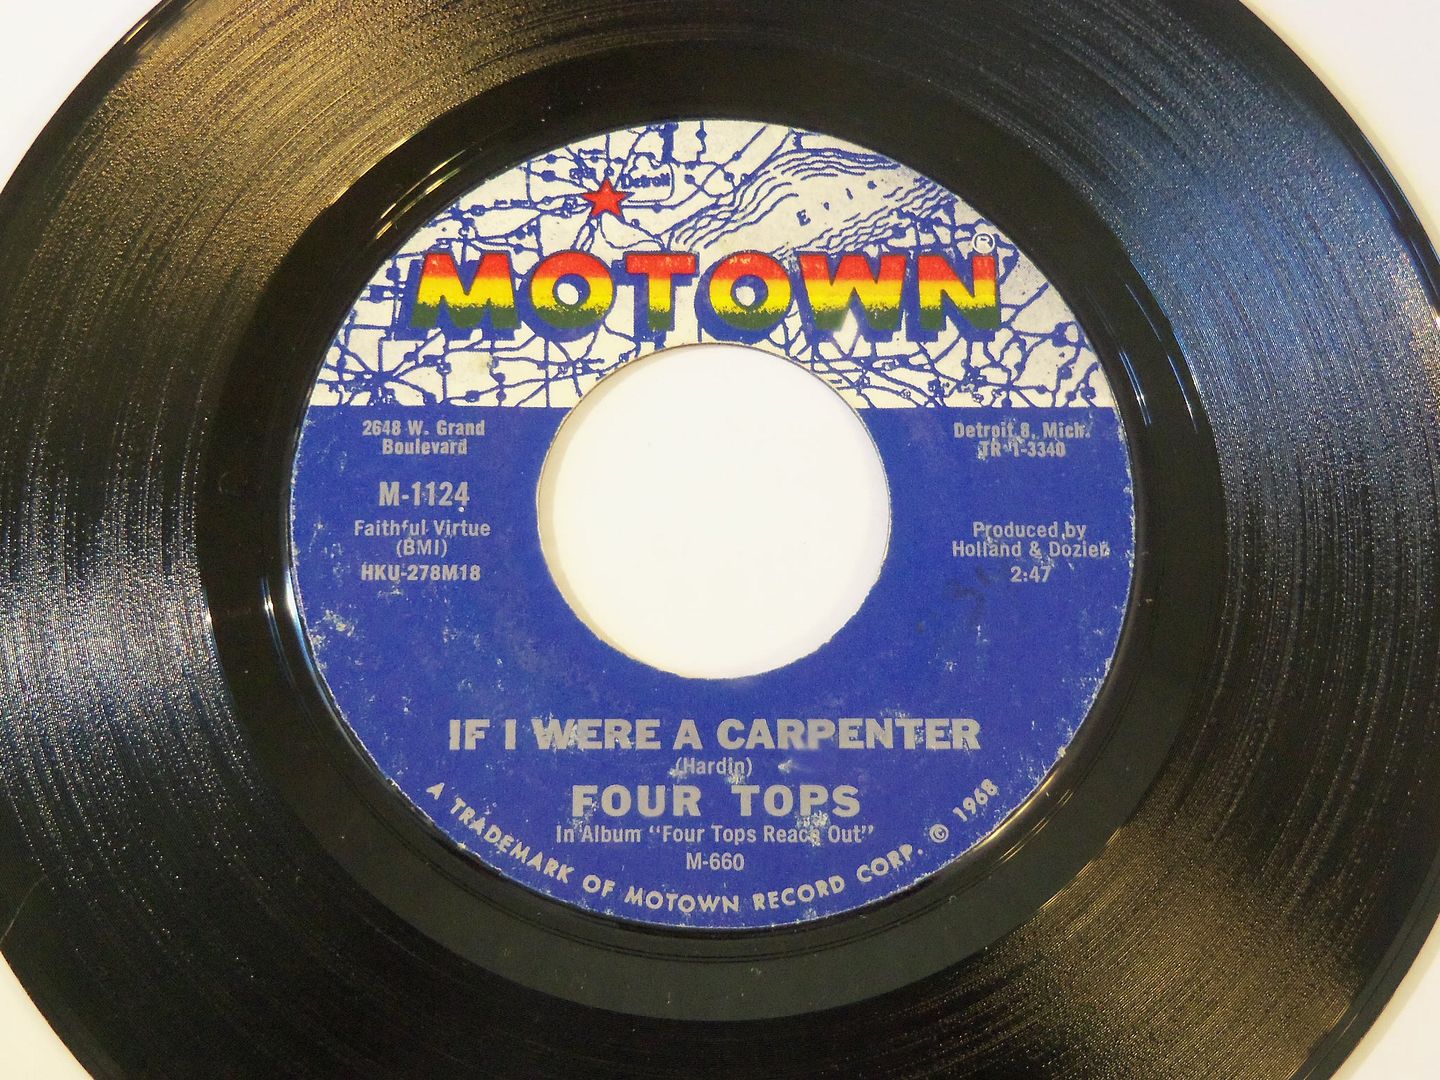 Detroit
Erie
MOTOWN®
2648 W. Grand
Boulevard
Detroit 8, Mich.
TR 1-3340
M-1124
Faithful Virtue
(BMI)
HKU-278M18
Produced by
Holland & Dozier
2:47
IF I WERE A CARPENTER
(Hardin)
FOUR TOPS
In Album "Four Tops Reach Out"
M-660
A TRADEMARK OF MOTOWN RECORD CORP. © 1968